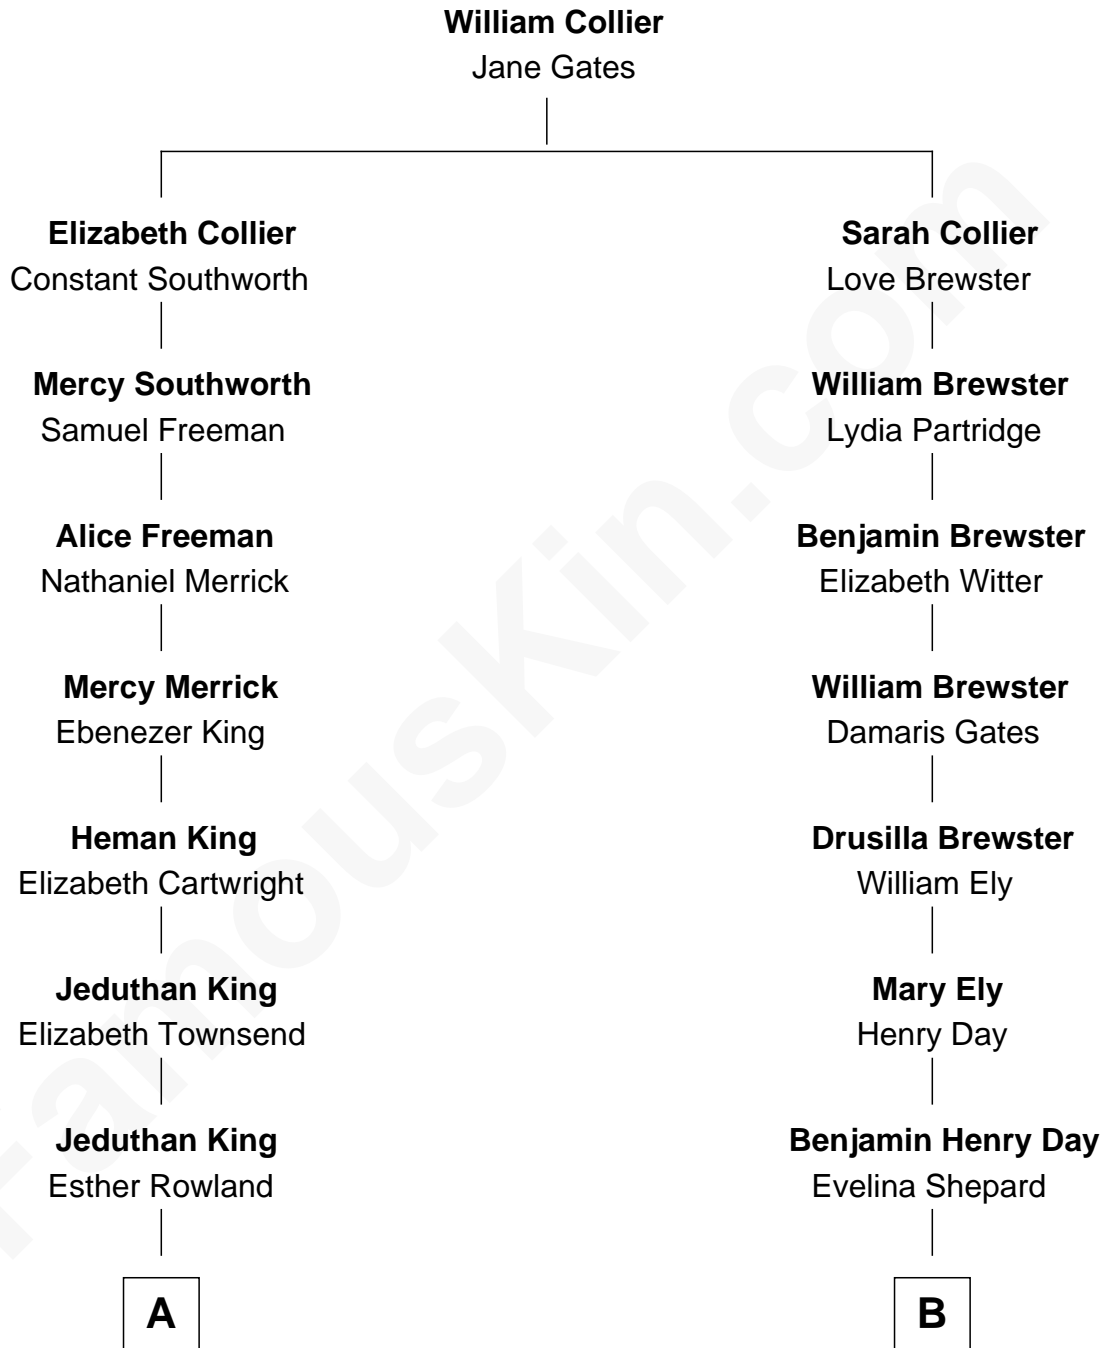 William Collier
Jane Gates
Elizabeth Collier
Constant Southworth
Sarah Collier
Love Brewster
Mercy Southworth
Samuel Freeman
William Brewster
Lydia Partridge
Alice Freeman
Nathaniel Merrick
Benjamin Brewster
Elizabeth Witter
Mercy Merrick
Ebenezer King
William Brewster
Damaris Gates
Heman King
Elizabeth Cartwright
Drusilla Brewster
William Ely
Jeduthan King
Elizabeth Townsend
Mary Ely
Henry Day
Jeduthan King
Esther Rowland
Benjamin Henry Day
Evelina Shepard
A
B
FamousKin.com